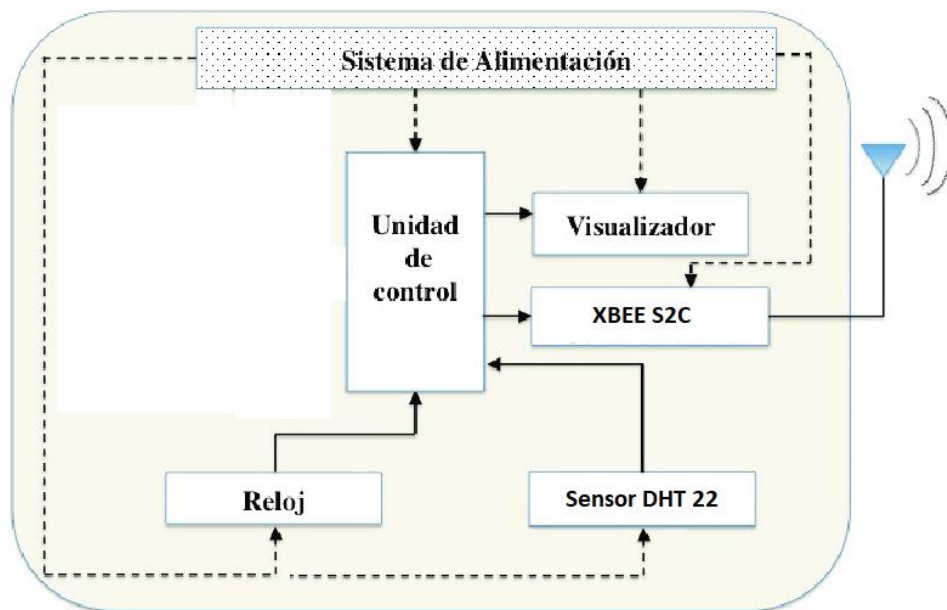 Sistema de Alimentación
Unidad
de
control
Visualizador
XBEE S2C
Reloj
Sensor DHT 22